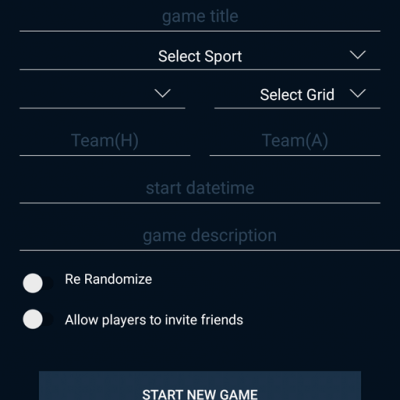 game title
Select Sport
Select Grid
Team(H) Team(A)
start datetime
game description
Re Randomize
Allow players to invite friends
START NEW GAME